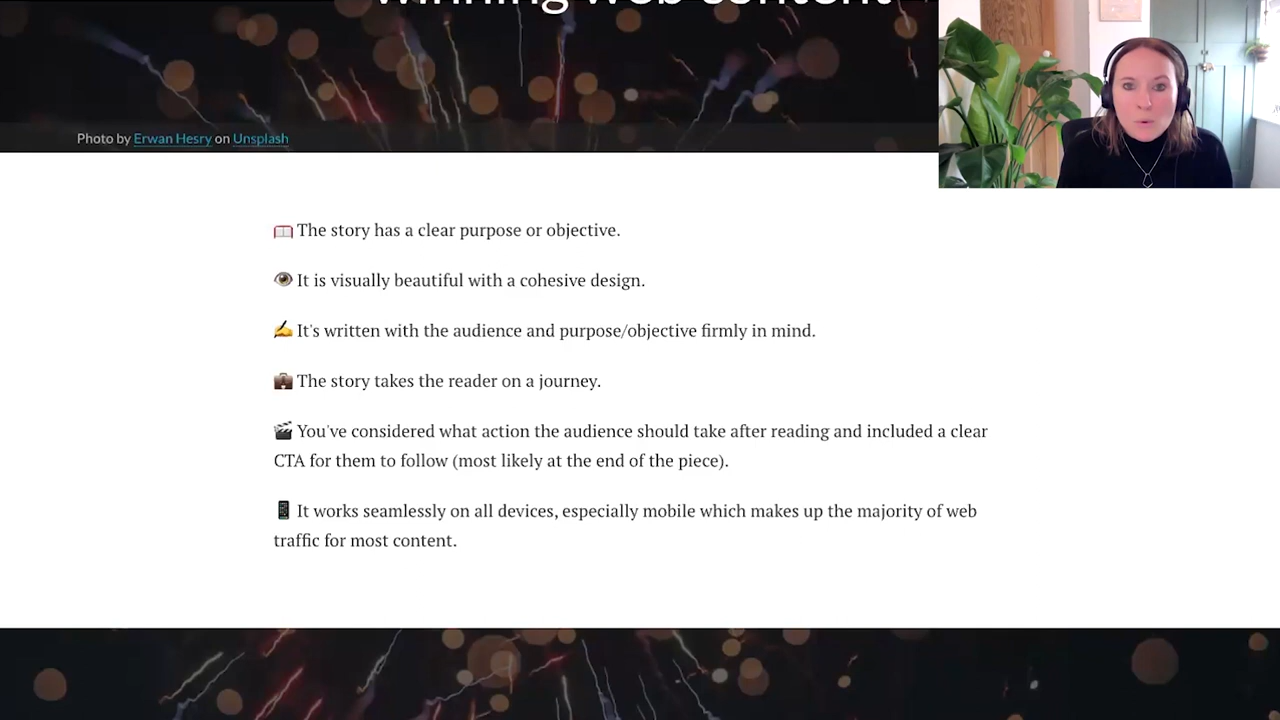 winning web content
Photo by Erwan Hesry on Unsplash
📖 The story has a clear purpose or objective.
👁️ It is visually beautiful with a cohesive design.
✍️ It's written with the audience and purpose/objective firmly in mind.
💼 The story takes the reader on a journey.
🎬 You've considered what action the audience should take after reading and included a clear
CTA for them to follow (most likely at the end of the piece).
📱 It works seamlessly on all devices, especially mobile which makes up the majority of web
traffic for most content.